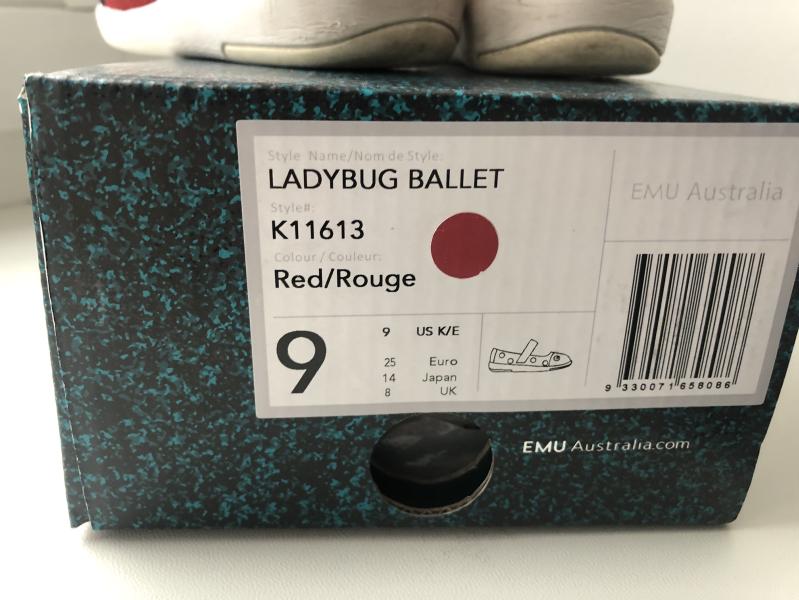 Style Name/Nom de Style:
LADYBUG BALLET
Style#:
K11613
Colour / Couleur:
Red/Rouge
EMU Australia
9
9 US K/E
25 Euro
14 Japan
8 UK
9 330071 658086
EMU Australia.com